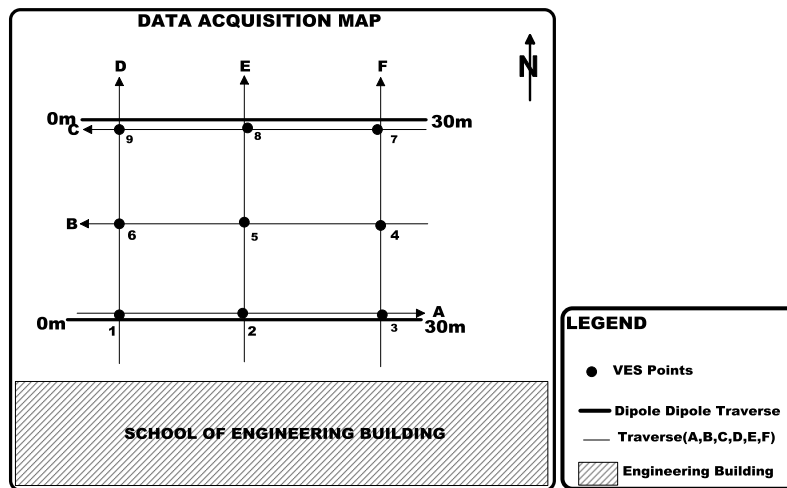 DATA ACQUISITION MAP
D E F
N
0m 30m
C
9 8 7
B
6 5 4
A
0m 30m
1 2 3
SCHOOL OF ENGINEERING BUILDING
LEGEND
VES Points
Dipole Dipole Traverse
Traverse(A,B,C,D,E,F)
Engineering Building